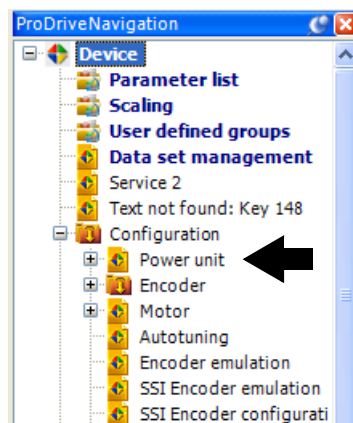 ProDriveNavigation
Device
Parameter list
Scaling
User defined groups
Data set management
Service 2
Text not found: Key 148
Configuration
Power unit
Encoder
Motor
Autotuning
Encoder emulation
SSI Encoder emulation
SSI Encoder configurati